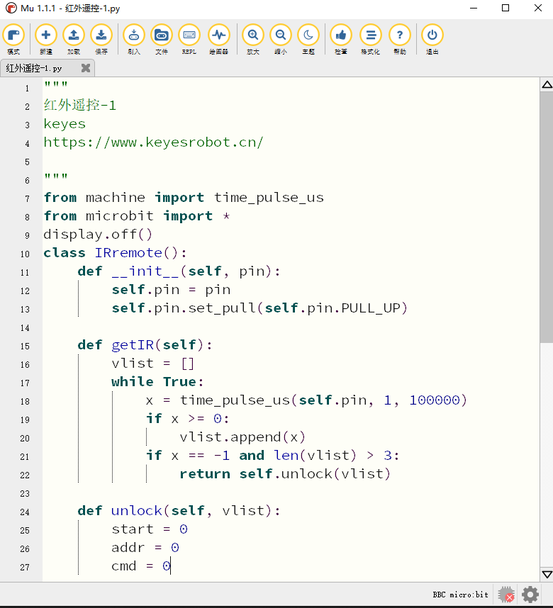 Mu 1.1.1 - 红外遥控-1.py
模式 新建 加载 保存 刷入 文件 REPL 绘图器 放大 缩小 主题 检查 格式化 帮助 退出
红外遥控-1.py
1 """
2 红外遥控-1
3 keyes
4 https://www.keyesrobot.cn/
5
6 """
7 from machine import time_pulse_us
8 from microbit import *
9 display.off()
10 class IRremote():
11     def __init__(self, pin):
12         self.pin = pin
13         self.pin.set_pull(self.pin.PULL_UP)
14
15     def getIR(self):
16         vlist = []
17         while True:
18             x = time_pulse_us(self.pin, 1, 100000)
19             if x >= 0:
20                 vlist.append(x)
21             if x == -1 and len(vlist) > 3:
22                 return self.unlock(vlist)
23
24     def unlock(self, vlist):
25         start = 0
26         addr = 0
27         cmd = 0
BBC micro:bit